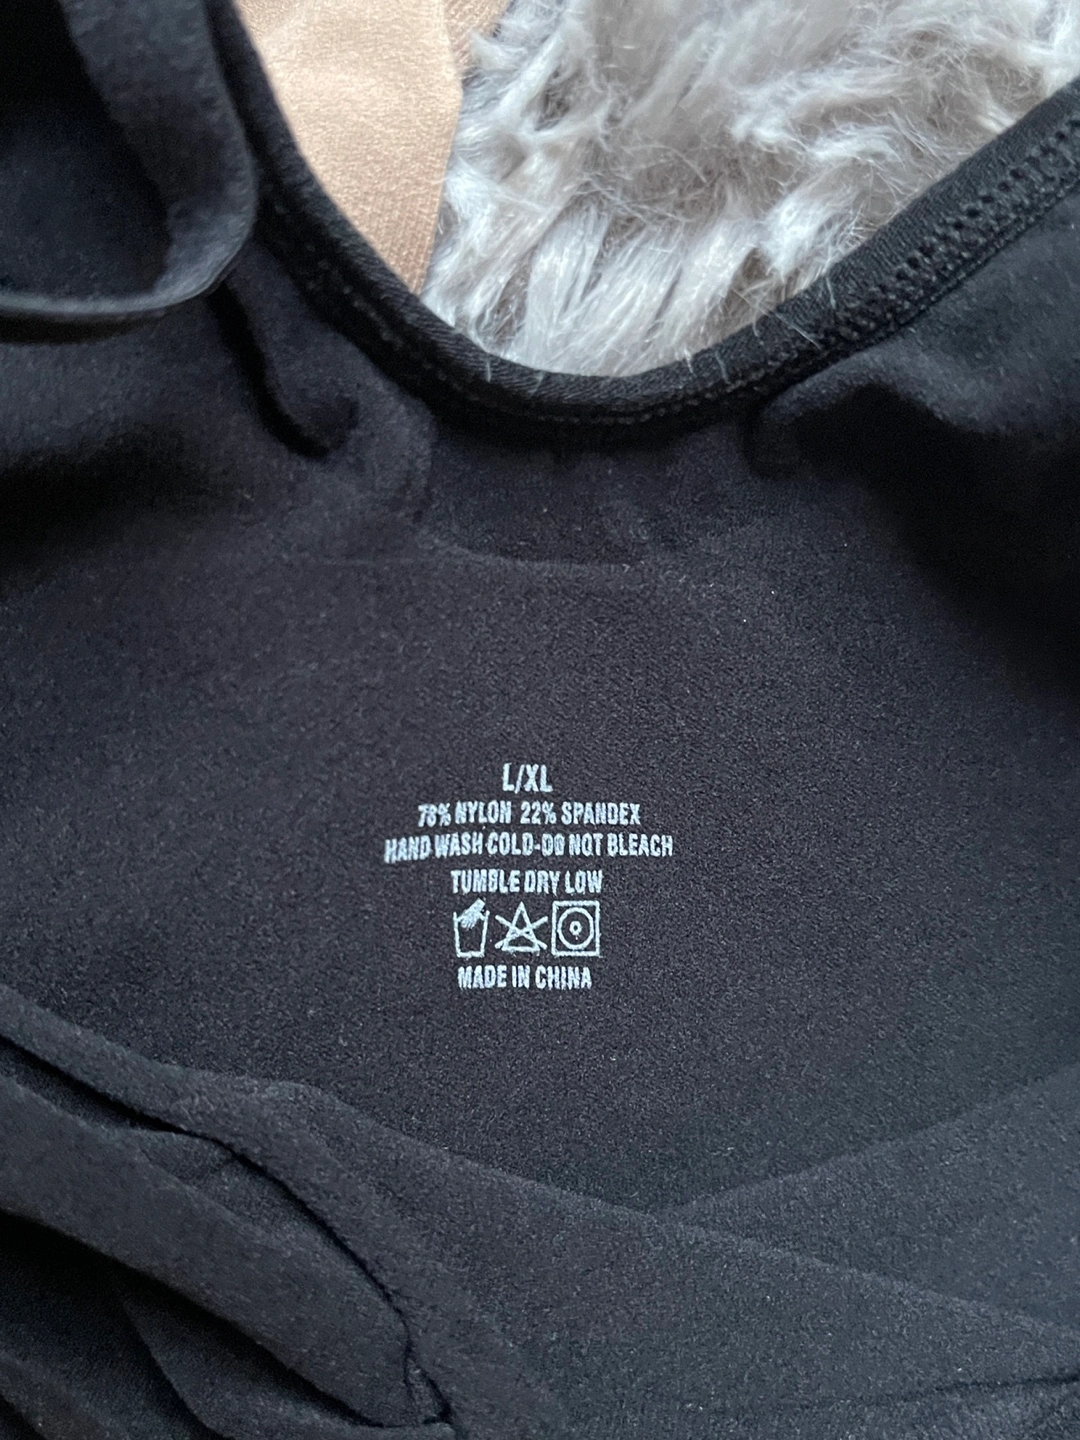 L/XL
78% NYLON 22% SPANDEX
HAND WASH COLD-DO NOT BLEACH
TUMBLE DRY LOW
MADE IN CHINA